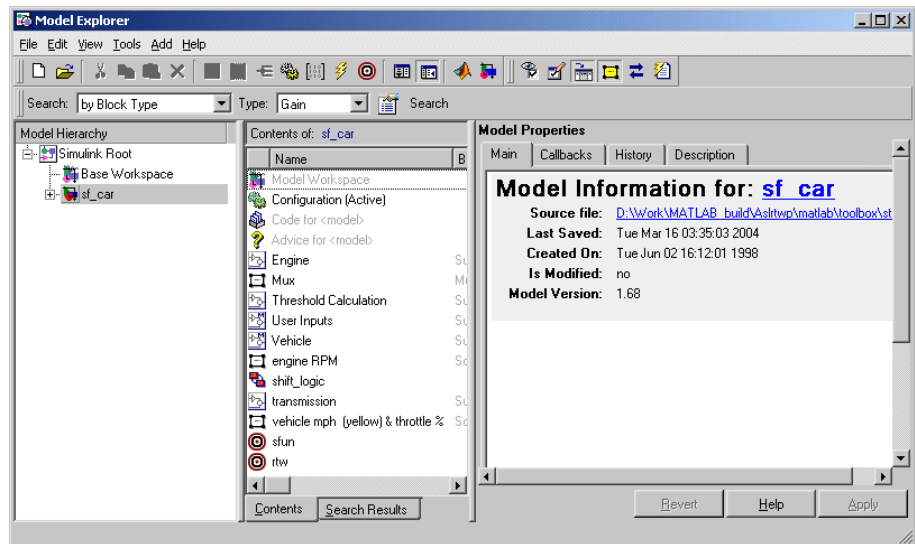 Model Explorer
File Edit View Tools Add Help
Search: by Block Type Type: Gain Search
Model Hierarchy
Simulink Root
Base Workspace
sf_car
Contents of: sf_car
Name B
Model Workspace
Configuration (Active)
Code for <model>
Advice for <model>
Engine Su
Mux Mu
Threshold Calculation Su
User Inputs Su
Vehicle Su
engine RPM Sc
shift_logic
transmission Su
vehicle mph (yellow) & throttle % Sc
sfun
rtw
Contents Search Results
Model Properties
Main Callbacks History Description
Model Information for: sf_car
Source file: D:\Work\MATLAB_build\Aslrtwp\matlab\toolbox\st
Last Saved: Tue Mar 16 03:35:03 2004
Created On: Tue Jun 02 16:12:01 1998
Is Modified: no
Model Version: 1.68
Revert Help Apply